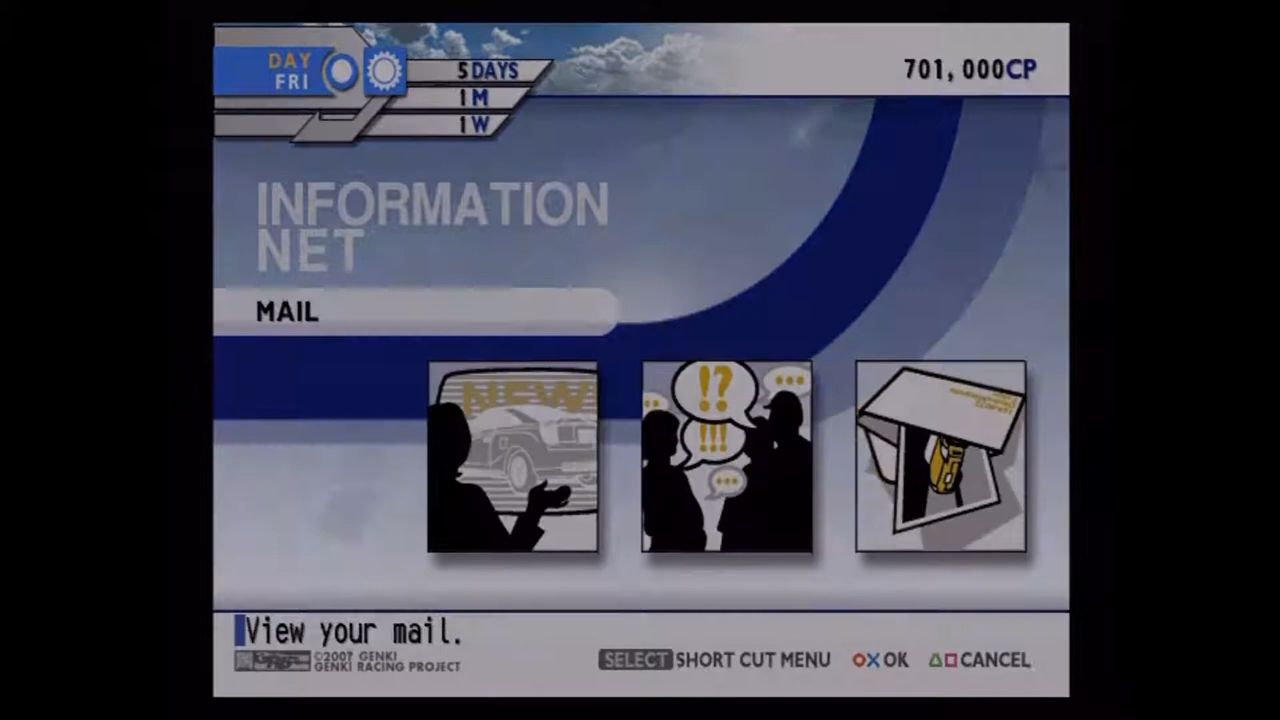 DAY
FRI
5 DAYS
1 M
1 W
701,000CP
INFORMATION
NET
MAIL
NEW
!?
!!!
View your mail.
©2007 GENKI
GENKI RACING PROJECT
SELECT SHORT CUT MENU
OK
CANCEL